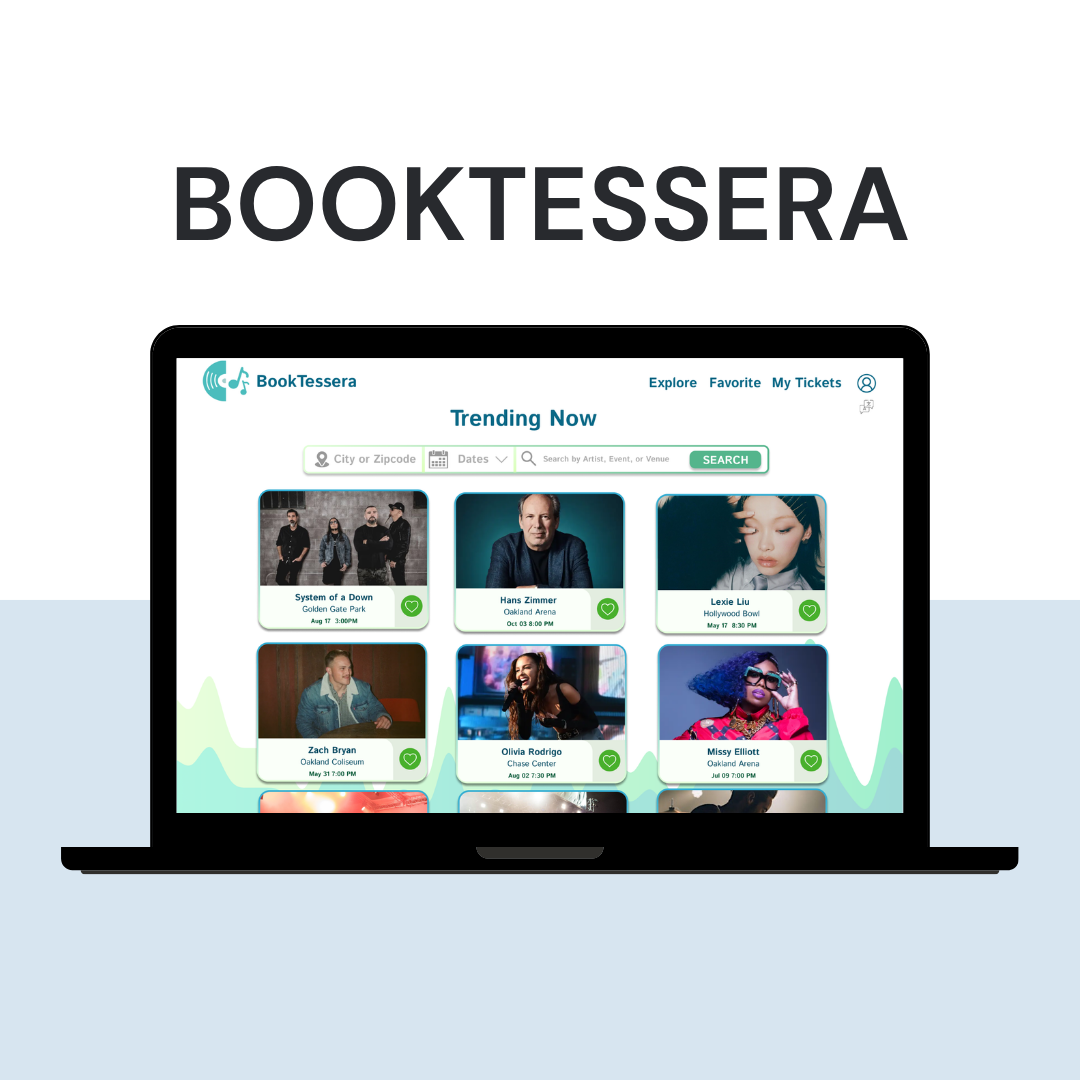 BOOKTESSERA
BookTessera
Explore Favorite My Tickets
Trending Now
City or Zipcode Dates Search by Artist, Event, or Venue SEARCH
System of a Down
Golden Gate Park
Aug 17 3:00PM
Hans Zimmer
Oakland Arena
Oct 03 8:00 PM
Lexie Liu
Hollywood Bowl
May 17 8:30 PM
Zach Bryan
Oakland Coliseum
May 31 7:00 PM
Olivia Rodrigo
Chase Center
Aug 02 7:30 PM
Missy Elliott
Oakland Arena
Jul 09 7:00 PM